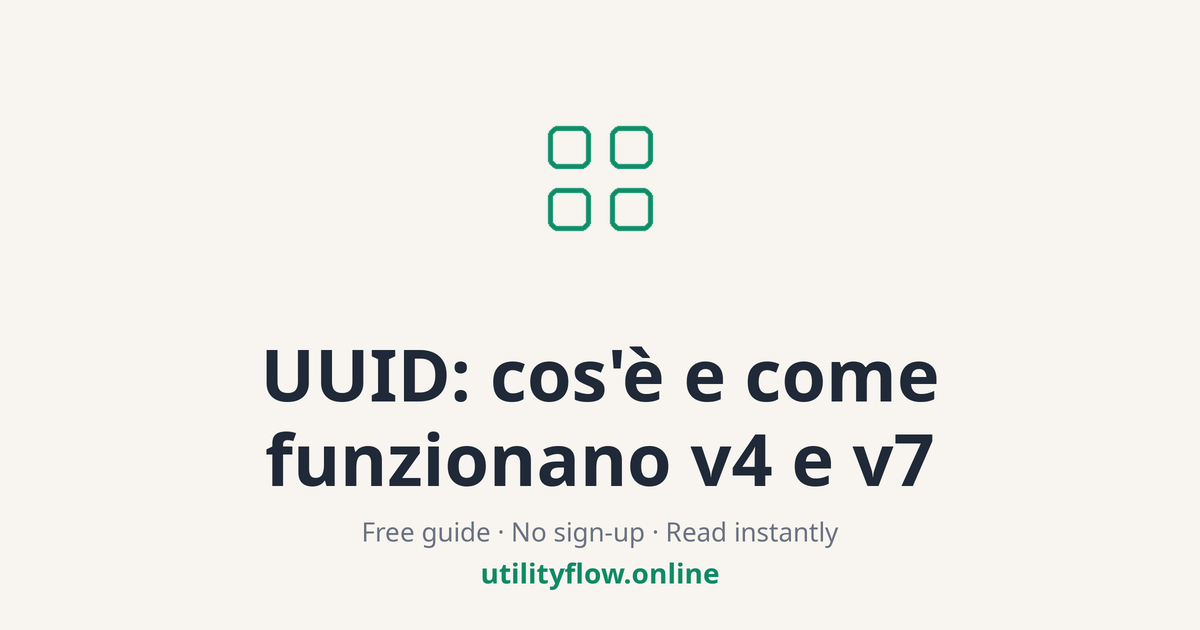 UUID: cos'è e come
funzionano v4 e v7
Free guide · No sign-up · Read instantly
utilityflow.online